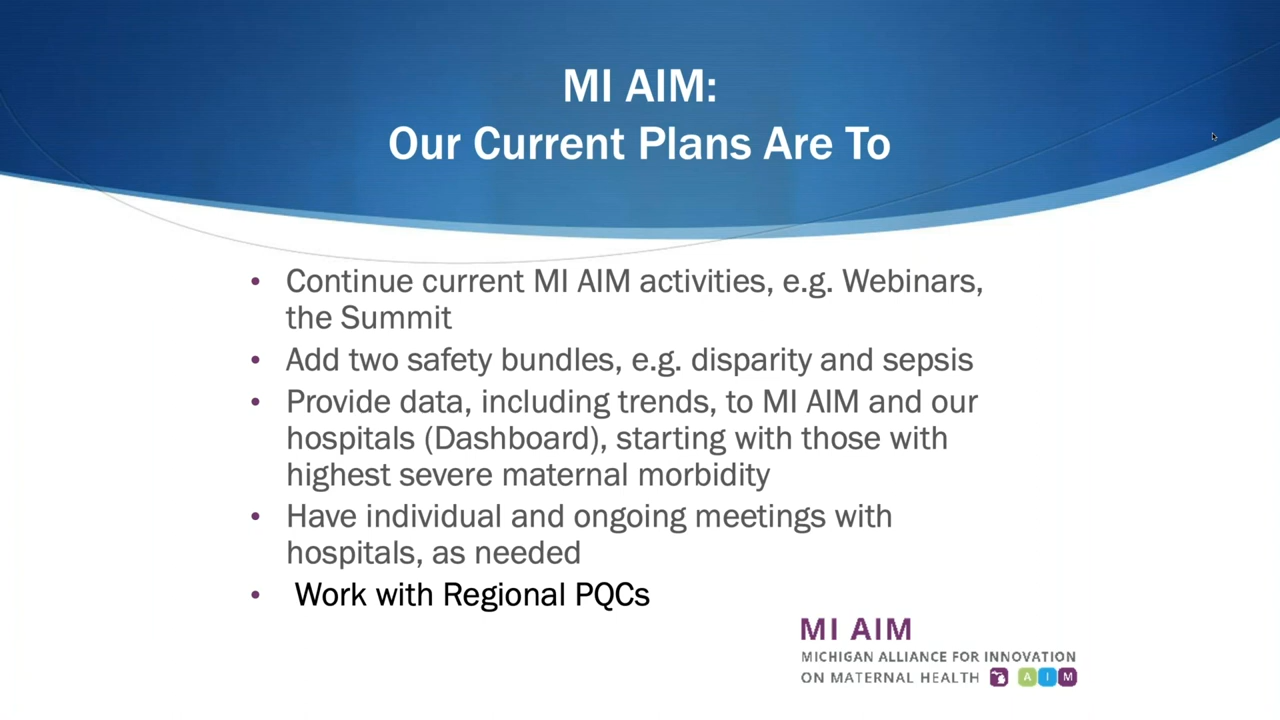 MI AIM:
Our Current Plans Are To
• Continue current MI AIM activities, e.g. Webinars,
the Summit
• Add two safety bundles, e.g. disparity and sepsis
• Provide data, including trends, to MI AIM and our
hospitals (Dashboard), starting with those with
highest severe maternal morbidity
• Have individual and ongoing meetings with
hospitals, as needed
• Work with Regional PQCs
MI AIM
MICHIGAN ALLIANCE FOR INNOVATION
ON MATERNAL HEALTH A I M